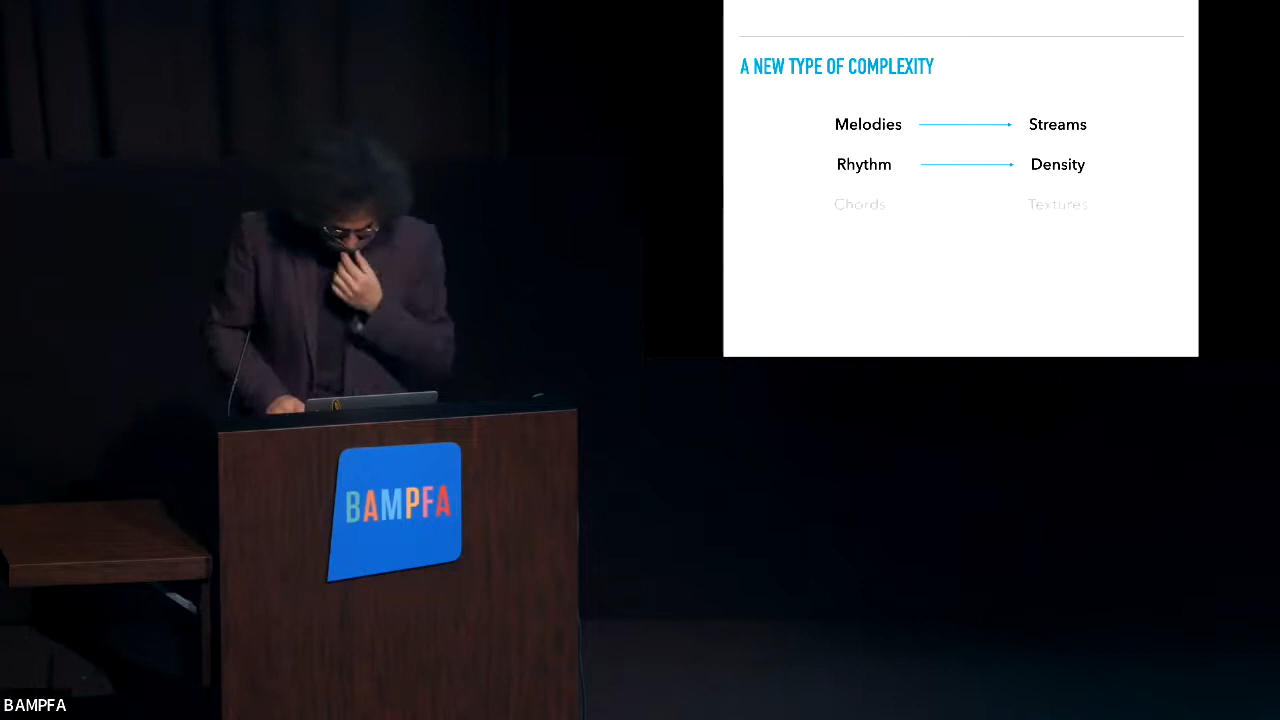 A NEW TYPE OF COMPLEXITY
Melodies Streams
Rhythm Density
Chords Textures
BAMPFA
BAMPFA